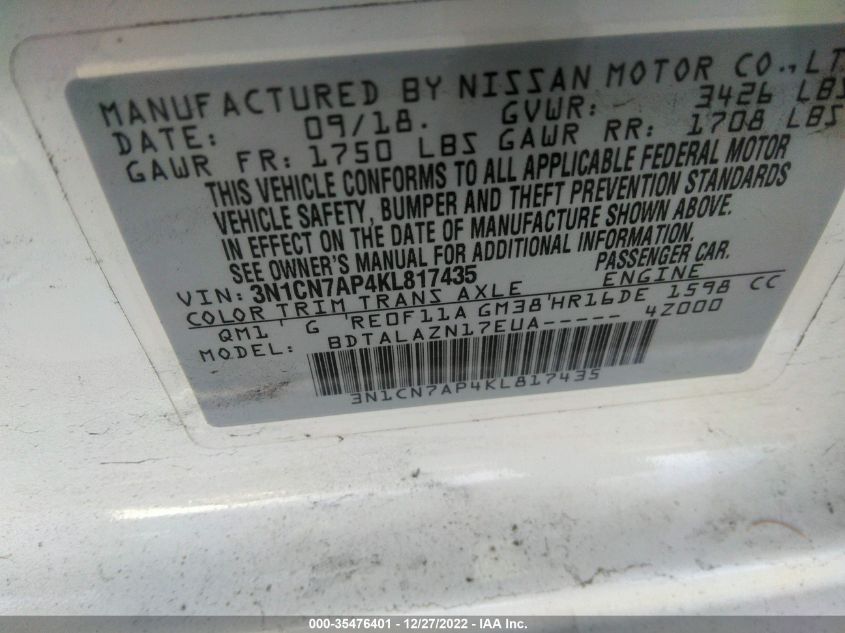 MANUFACTURED BY NISSAN MOTOR CO., LT
DATE: 09/18. GVWR: 3426 LBS
GAWR FR: 1750 LBS GAWR RR: 1708 LBS
THIS VEHICLE CONFORMS TO ALL APPLICABLE FEDERAL MOTOR
VEHICLE SAFETY, BUMPER AND THEFT PREVENTION STANDARDS
IN EFFECT ON THE DATE OF MANUFACTURE SHOWN ABOVE.
SEE OWNER'S MANUAL FOR ADDITIONAL INFORMATION.
VIN: 3N1CN7AP4KL817435 PASSENGER CAR.
COLOR TRIM TRANS AXLE ENGINE
QM1 G RE0F11A GM38 HR16DE 1598 CC
MODEL: BDTALAZN17EUA----- 4Z000
3N1CN7AP4KL817435
000-35476401 - 12/27/2022 - IAA Inc.